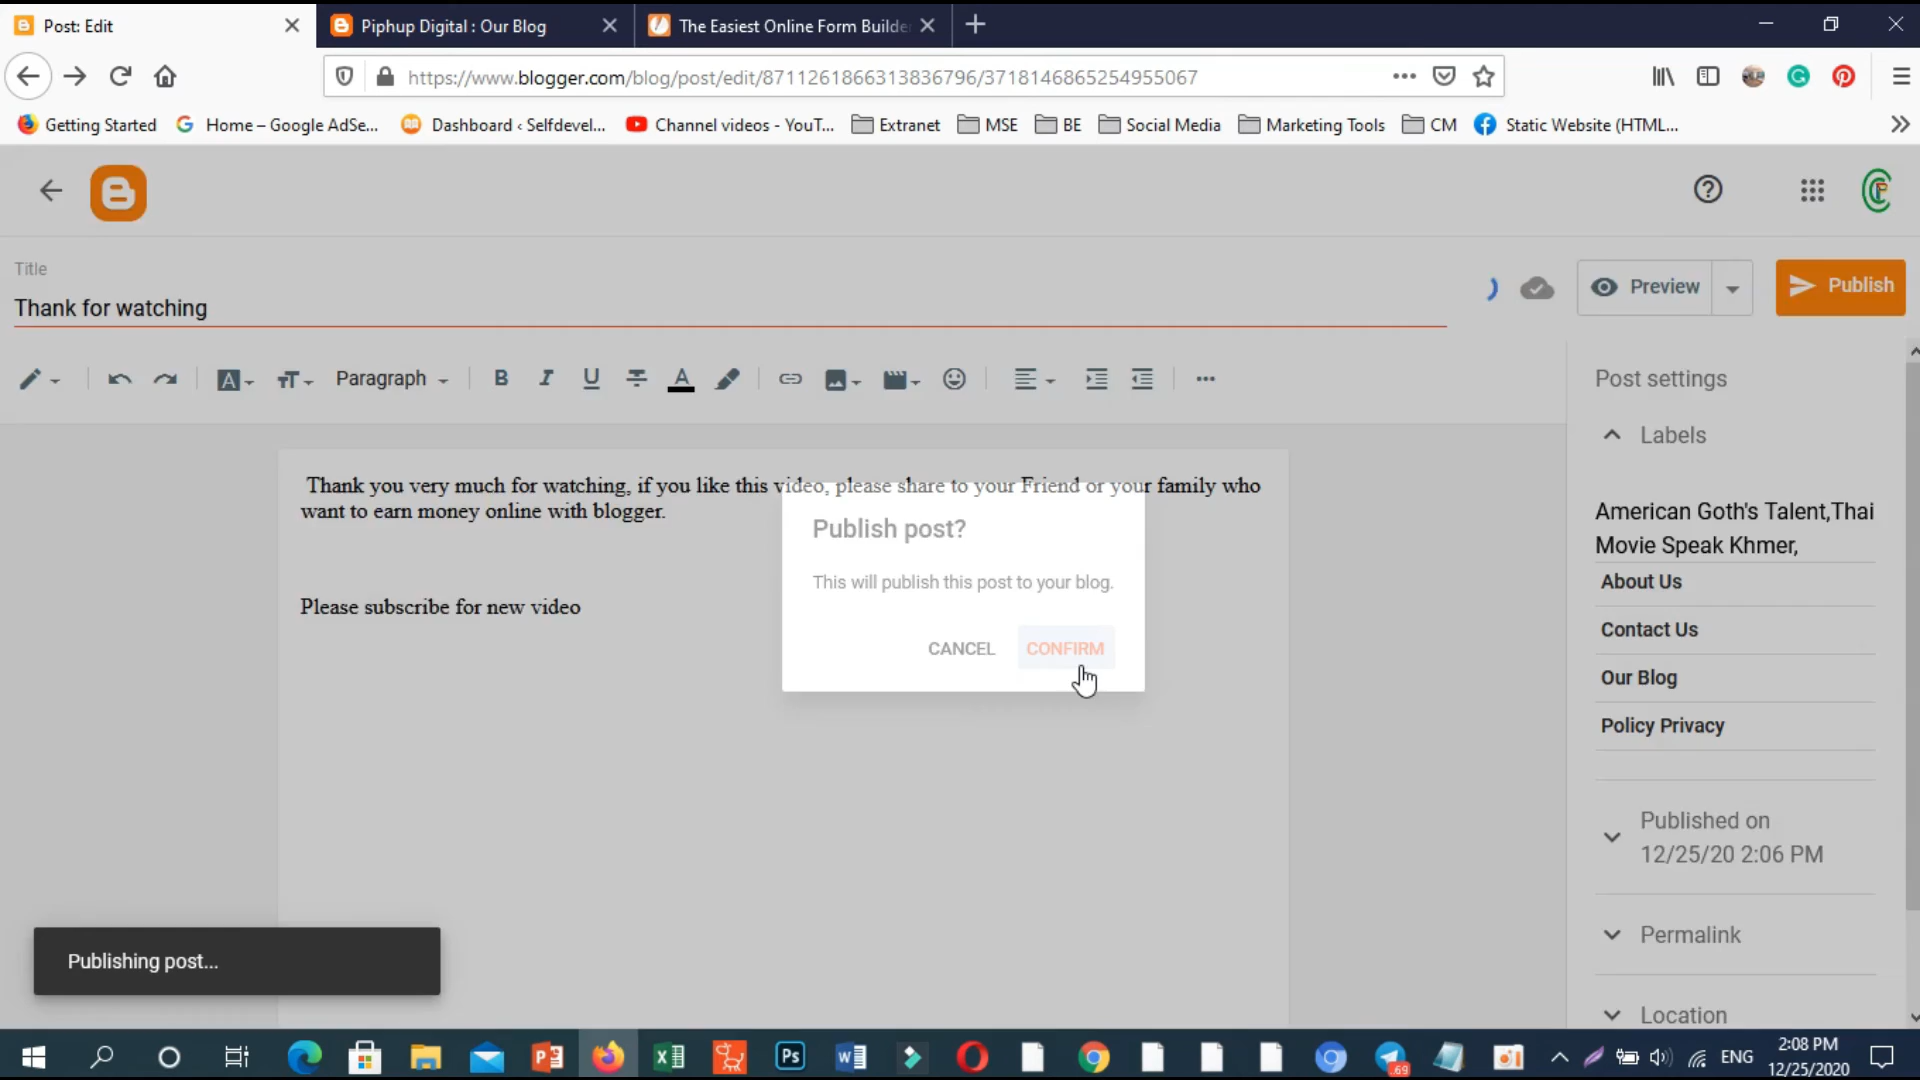 Post: Edit
Piphup Digital : Our Blog
The Easiest Online Form Builde
https://www.blogger.com/blog/post/edit/8711261866313836796/3718146865254955067
Getting Started
Home – Google AdSe...
Dashboard ‹ Selfdevel...
Channel videos - YouT...
Extranet
MSE
BE
Social Media
Marketing Tools
CM
Static Website (HTML...
Title
Thank for watching
Preview
Publish
Paragraph
Post settings
Labels
American Goth's Talent,Thai
Movie Speak Khmer,
About Us
Contact Us
Our Blog
Policy Privacy
Published on
12/25/20 2:06 PM
Permalink
Location
Thank you very much for watching, if you like this video, please share to your Friend or your family who
want to earn money online with blogger.
Please subscribe for new video
Publish post?
This will publish this post to your blog.
CANCEL
CONFIRM
Publishing post...
.69
ENG
2:08 PM
12/25/2020